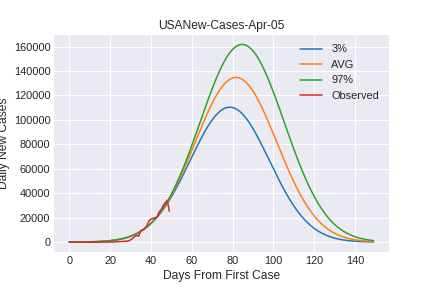 USANew-Cases-Apr-05
160000
140000
120000
100000
80000
60000
40000
20000
0
Daily New Cases
3%
AVG
97%
Observed
0 20 40 60 80 100 120 140
Days From First Case